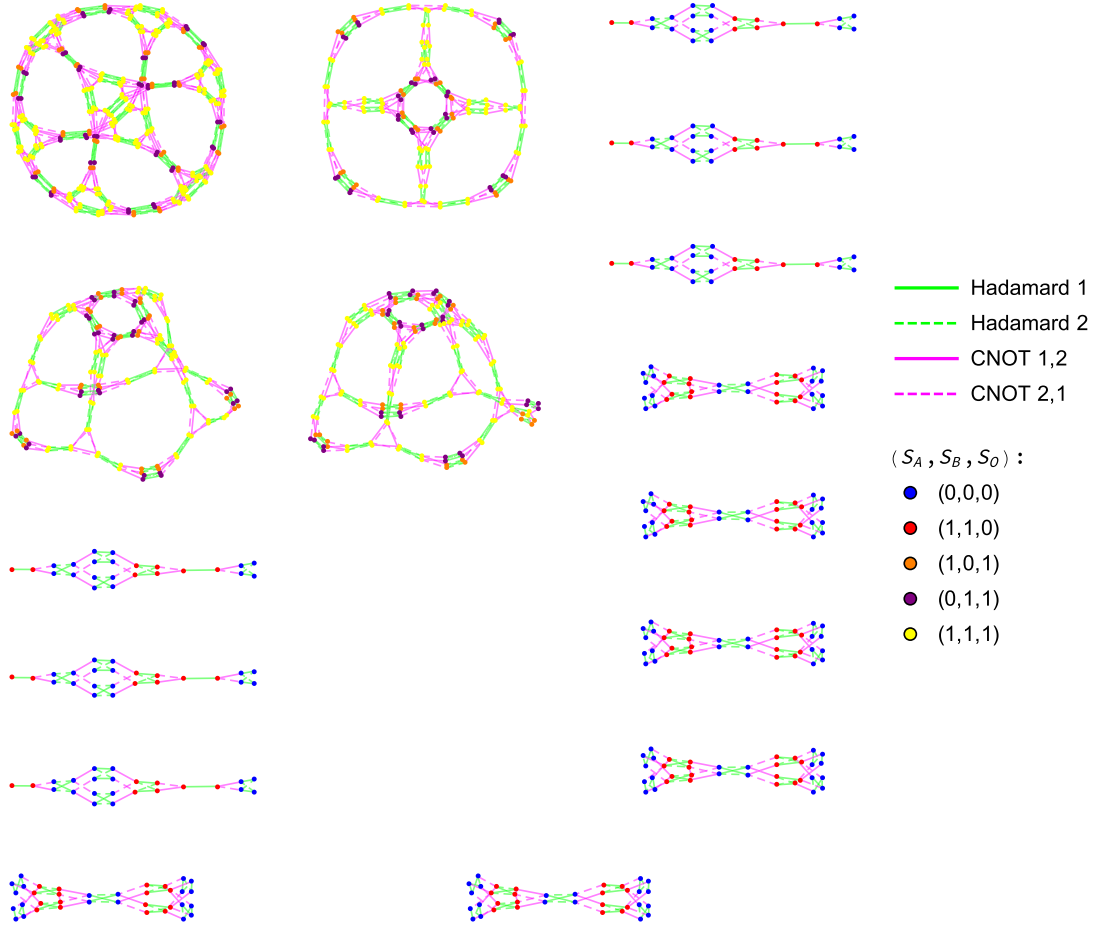 Hadamard 1
Hadamard 2
CNOT 1,2
CNOT 2,1
(S_A, S_B, S_O) :
(0,0,0)
(1,1,0)
(1,0,1)
(0,1,1)
(1,1,1)